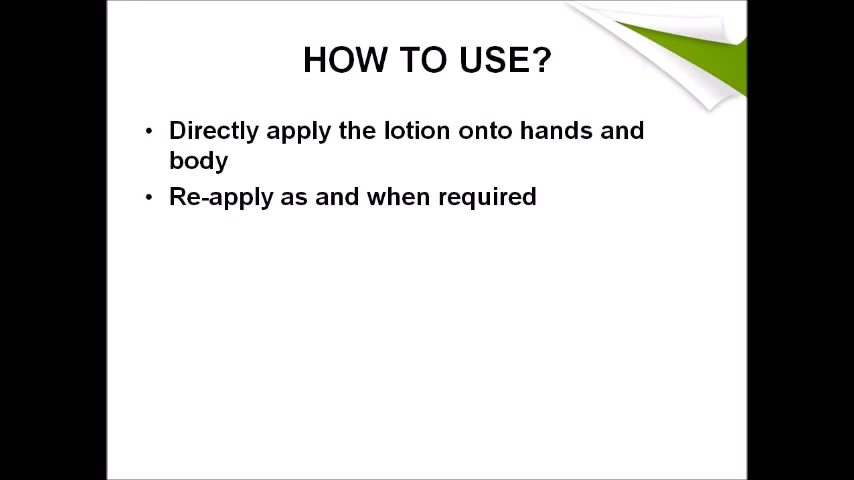 HOW TO USE?
• Directly apply the lotion onto hands and
body
• Re-apply as and when required